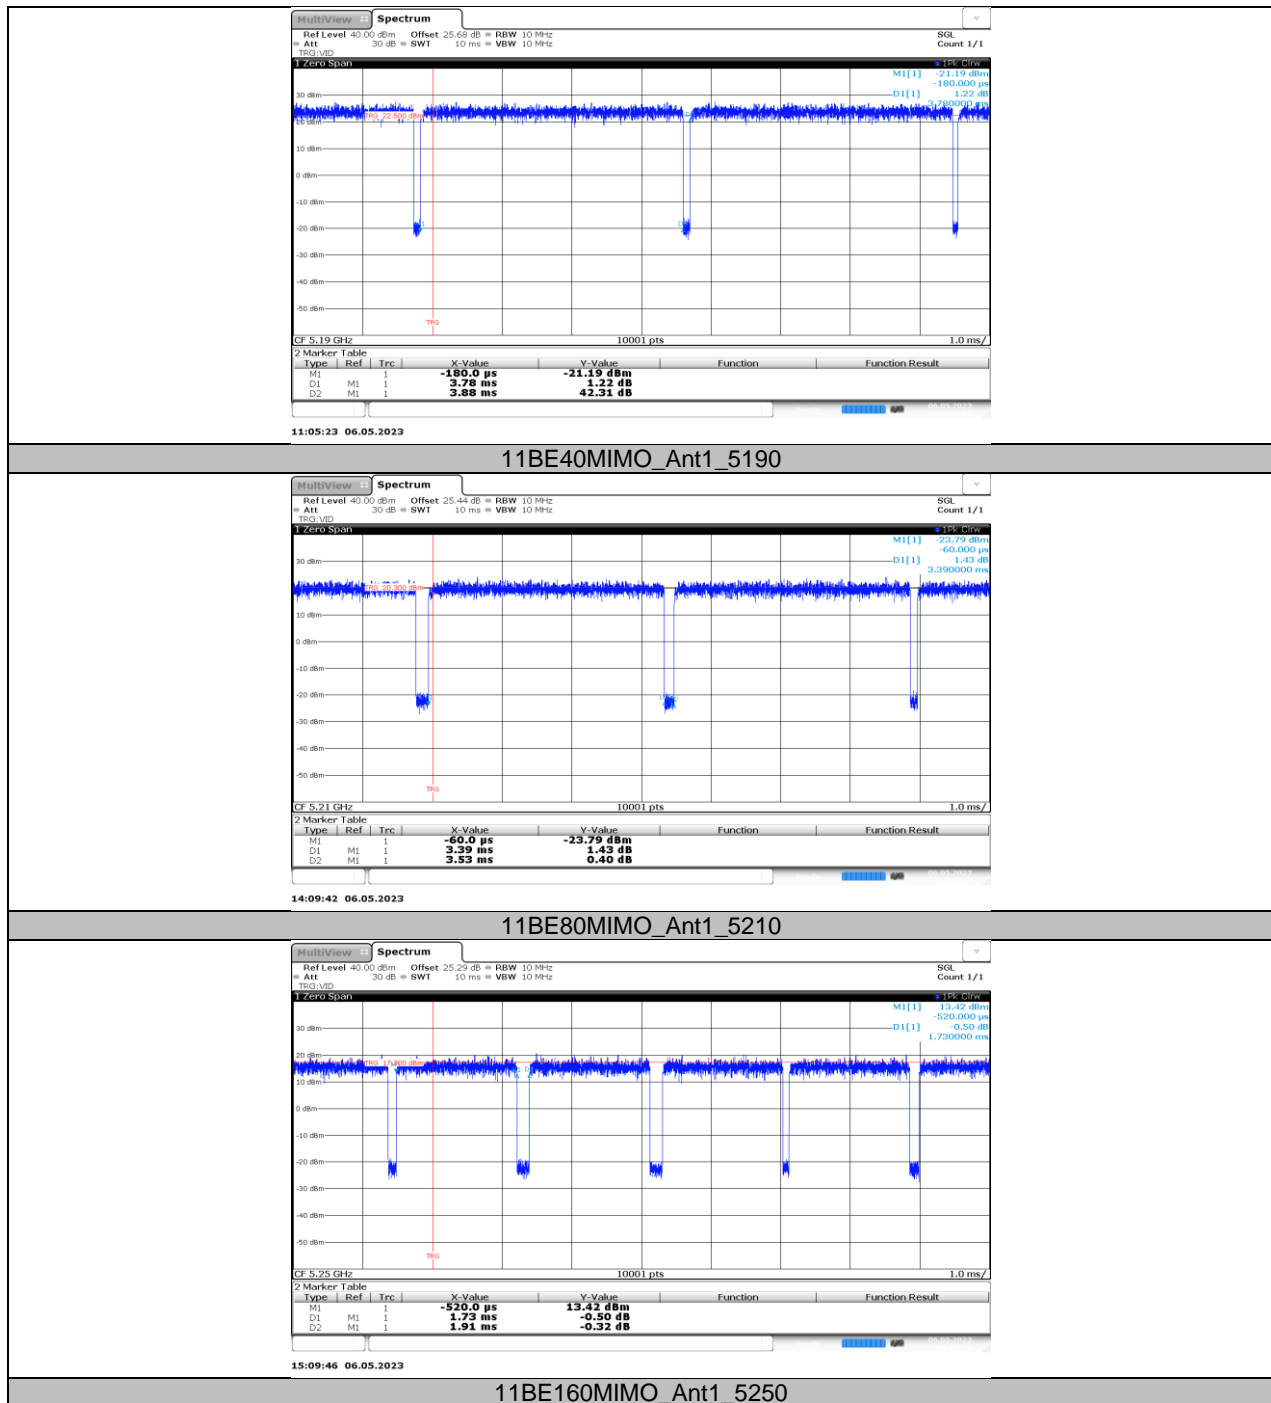 MultiView Spectrum
Ref Level 40.00 dBm Offset 25.68 dB RBW 10 MHz SGL
Att 30 dB SWT 10 ms VBW 10 MHz Count 1/1
TRG:VID
1 Zero Span 1Pk Clrw
M1[1] -21.19 dBm
-180.000 µs
D1[1] 1.22 dB
3.780000 ms
30 dBm
TRG 22.500 dBm
20 dBm
10 dBm
0 dBm
-10 dBm
-20 dBm
-30 dBm
-40 dBm
-50 dBm
TRG
CF 5.19 GHz 10001 pts 1.0 ms/
2 Marker Table
Type Ref Trc X-Value Y-Value Function Function Result
M1 1 -180.0 µs -21.19 dBm
D1 M1 1 3.78 ms 1.22 dB
D2 M1 1 3.88 ms 42.31 dB
11:05:23 06.05.2023
11BE40MIMO_Ant1_5190
MultiView Spectrum
Ref Level 40.00 dBm Offset 25.44 dB RBW 10 MHz SGL
Att 30 dB SWT 10 ms VBW 10 MHz Count 1/1
TRG:VID
1 Zero Span 1Pk Clrw
M1[1] -23.79 dBm
-60.000 µs
D1[1] 1.43 dB
3.390000 ms
30 dBm
TRG 20.300 dBm
10 dBm
0 dBm
-10 dBm
-20 dBm
-30 dBm
-40 dBm
-50 dBm
TRG
CF 5.21 GHz 10001 pts 1.0 ms/
2 Marker Table
Type Ref Trc X-Value Y-Value Function Function Result
M1 1 -60.0 µs -23.79 dBm
D1 M1 1 3.39 ms 1.43 dB
D2 M1 1 3.53 ms 0.40 dB
06.05.2023
14:09:42 06.05.2023
11BE80MIMO_Ant1_5210
MultiView Spectrum
Ref Level 40.00 dBm Offset 25.29 dB RBW 10 MHz SGL
Att 30 dB SWT 10 ms VBW 10 MHz Count 1/1
TRG:VID
1 Zero Span 1Pk Clrw
M1[1] 13.42 dBm
-520.000 µs
D1[1] -0.50 dB
1.730000 ms
30 dBm
20 dBm
TRG 17.300 dBm
10 dBm
0 dBm
-10 dBm
-20 dBm
-30 dBm
-40 dBm
-50 dBm
TRG
CF 5.25 GHz 10001 pts 1.0 ms/
2 Marker Table
Type Ref Trc X-Value Y-Value Function Function Result
M1 1 -520.0 µs 13.42 dBm
D1 M1 1 1.73 ms -0.50 dB
D2 M1 1 1.91 ms -0.32 dB
15:09:46 06.05.2023
11BE160MIMO_Ant1_5250